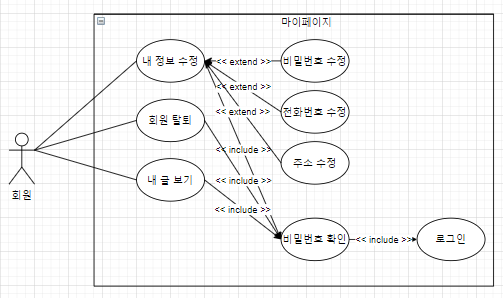 마이페이지
내 정보 수정
<< extend >>
비밀번호 수정
<< extend >>
전화번호 수정
회원 탈퇴
<< extend >>
<< include >>
주소 수정
내 글 보기
<< include >>
회원
<< include >>
비밀번호 확인
<< include >>
로그인